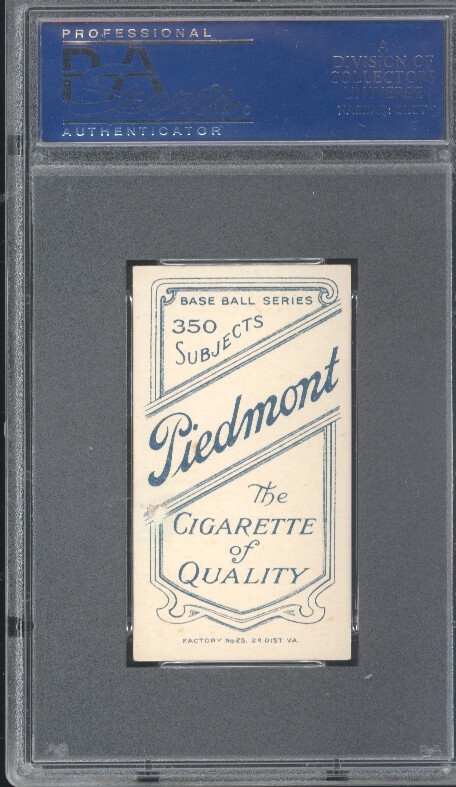 PROFESSIONAL
PSA
AUTHENTICATOR
A
DIVISION OF
COLLECTORS
UNIVERSE
BASE BALL SERIES
350
SUBJECTS
Piedmont
The
CIGARETTE
of
QUALITY
FACTORY No.25. 2d DIST. VA.